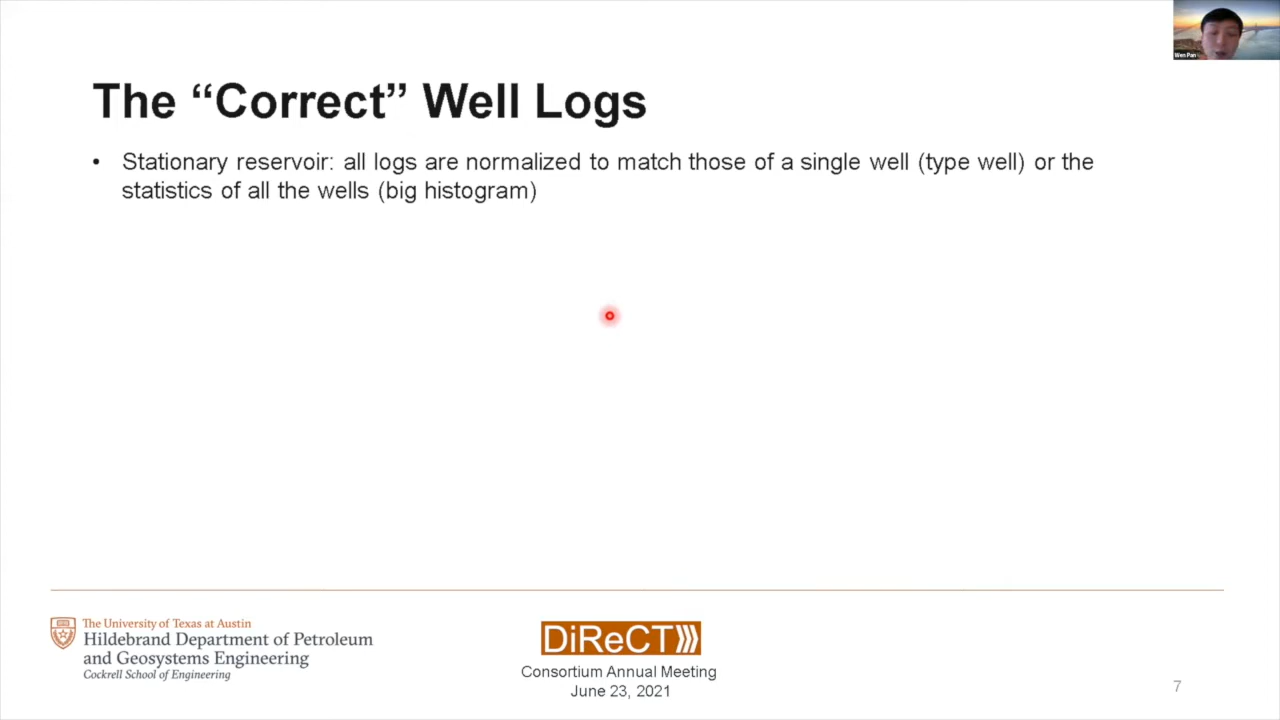 Wen Pan
The “Correct” Well Logs
• Stationary reservoir: all logs are normalized to match those of a single well (type well) or the
statistics of all the wells (big histogram)
The University of Texas at Austin
Hildebrand Department of Petroleum
and Geosystems Engineering
Cockrell School of Engineering
DiReCT
Consortium Annual Meeting
June 23, 2021
7